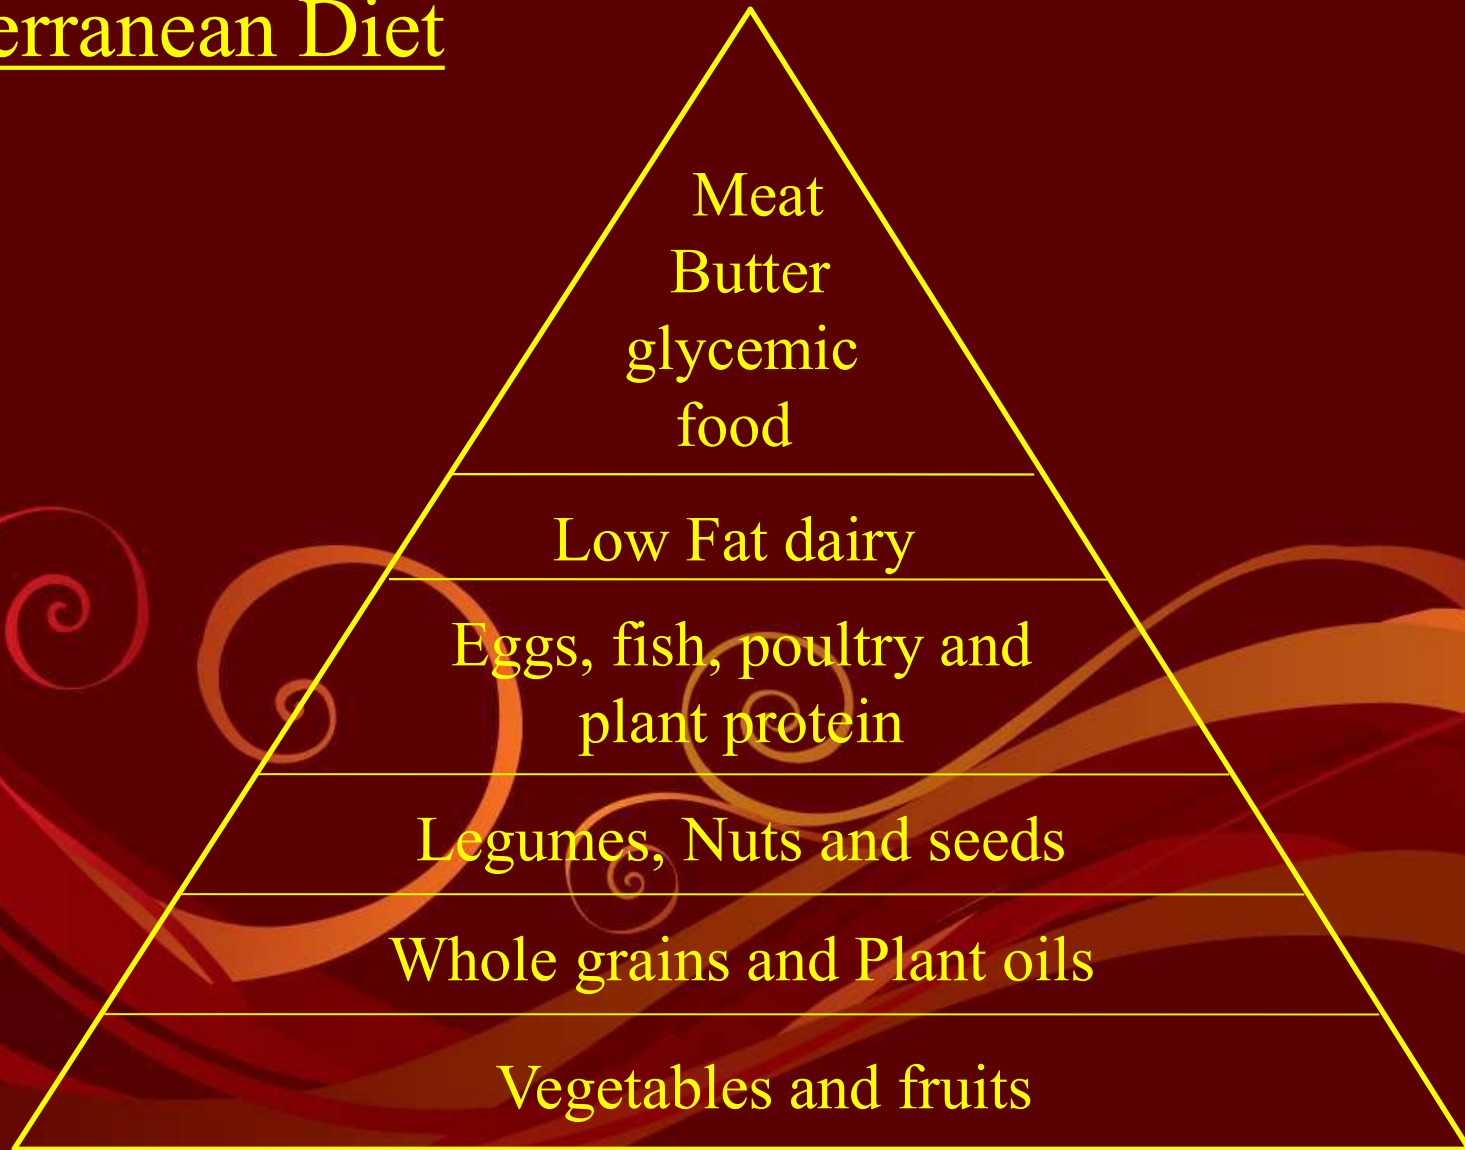 erranean Diet
Meat
Butter
glycemic
food
Low Fat dairy
Eggs, fish, poultry and
plant protein
Legumes, Nuts and seeds
Whole grains and Plant oils
Vegetables and fruits